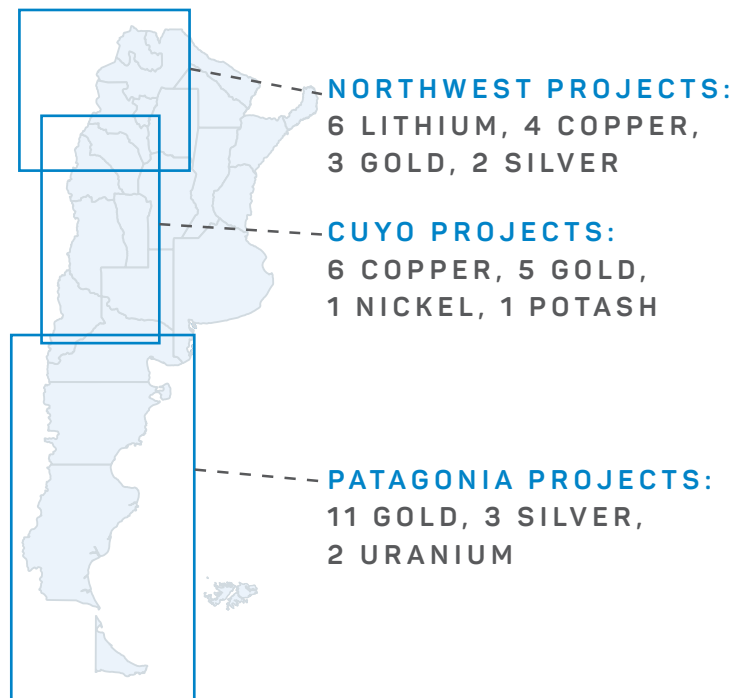 NORTHWEST PROJECTS:
6 LITHIUM, 4 COPPER,
3 GOLD, 2 SILVER
CUYO PROJECTS:
6 COPPER, 5 GOLD,
1 NICKEL, 1 POTASH
PATAGONIA PROJECTS:
11 GOLD, 3 SILVER,
2 URANIUM